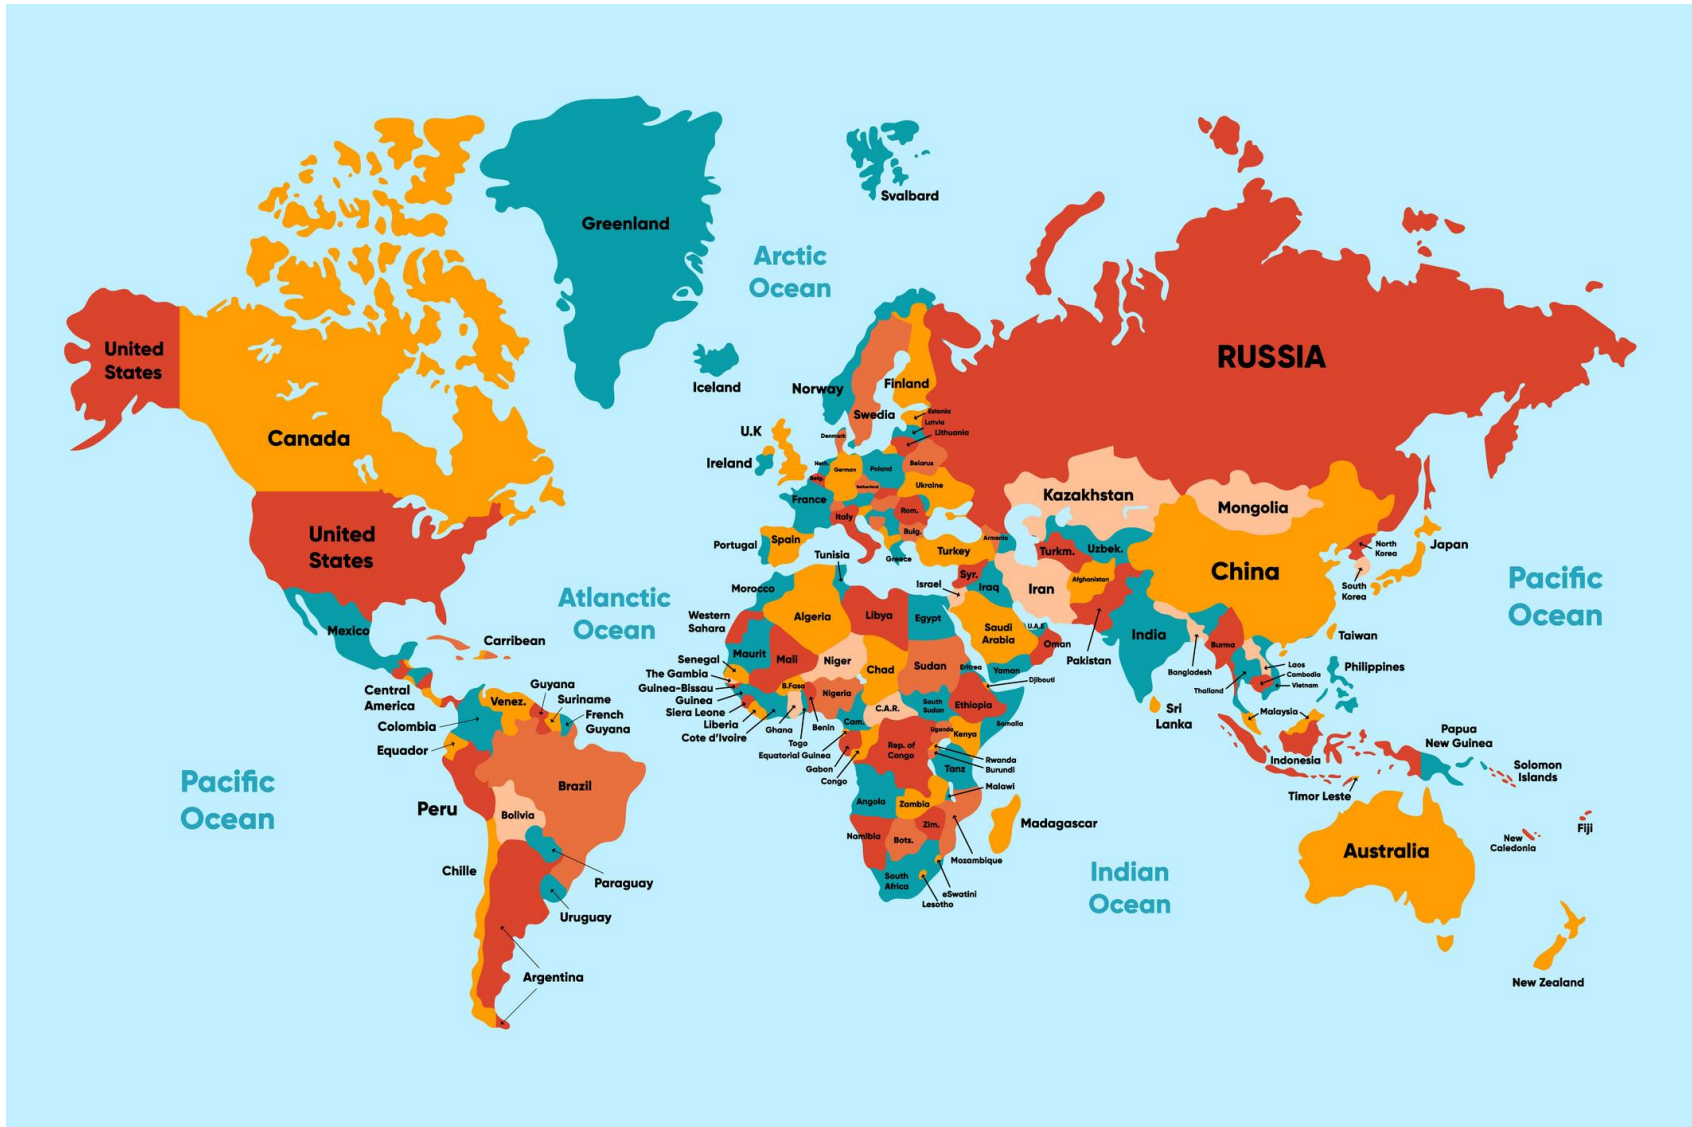 Greenland
Svalbard
Arctic
Ocean
United
States
Iceland
Norway
Finland
RUSSIA
Swedia
Estonia
Latvia
Lithuania
Denmark
U.K
Ireland
Canada
Neth.
German
Poland
Belarus
Belg.
Switzerland
Ukraine
France
Kazakhstan
Mongolia
Italy
Rom.
Bulg.
United
States
Portugal
Spain
Greece
Turkey
Armenia
Turkm.
Uzbek.
China
North
Korea
South
Korea
Japan
Pacific
Ocean
Tunisia
Morocco
Israel
Syr.
Iraq
Iran
Afghanistan
Atlanctic
Ocean
Western
Sahara
Algeria
Libya
Egypt
Saudi
Arabia
U.A.E
Oman
Pakistan
India
Bangladesh
Burma
Taiwan
Mexico
Carribean
Maurit
Mali
Niger
Chad
Sudan
Eritrea
Yaman
Djibouti
Laos
Cambodia
Vietnam
Thailand
Philippines
Senegal
The Gambia
Guinea-Bissau
Guinea
Siera Leone
Liberia
Cote d'Ivoire
B.Faso
Nigeria
Ghana
Togo
Benin
Cam.
C.A.R.
South
Sudan
Ethiopia
Somalia
Sri
Lanka
Malaysia
Central
America
Guyana
Suriname
French
Guyana
Venez.
Colombia
Equador
Equatorial Guinea
Gabon
Congo
Rep. of
Congo
Uganda
Kenya
Rwanda
Burundi
Tanz
Malawi
Indonesia
Papua
New Guinea
Solomon
Islands
Timor Leste
Pacific
Ocean
Peru
Brazil
Bolivia
Angola
Zambia
Zim.
Namibia
Bots.
Madagascar
Mozambique
South
Africa
eSwatini
Lesotho
Indian
Ocean
Australia
New
Caledonia
Fiji
Chille
Paraguay
Uruguay
Argentina
New Zealand